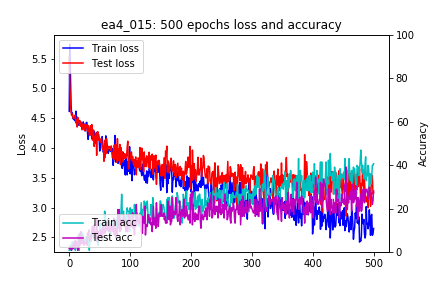 ea4_015: 500 epochs loss and accuracy
Train loss
Test loss
Train acc
Test acc
Loss
5.5
5.0
4.5
4.0
3.5
3.0
2.5
Accuracy
100
80
60
40
20
0
0
100
200
300
400
500